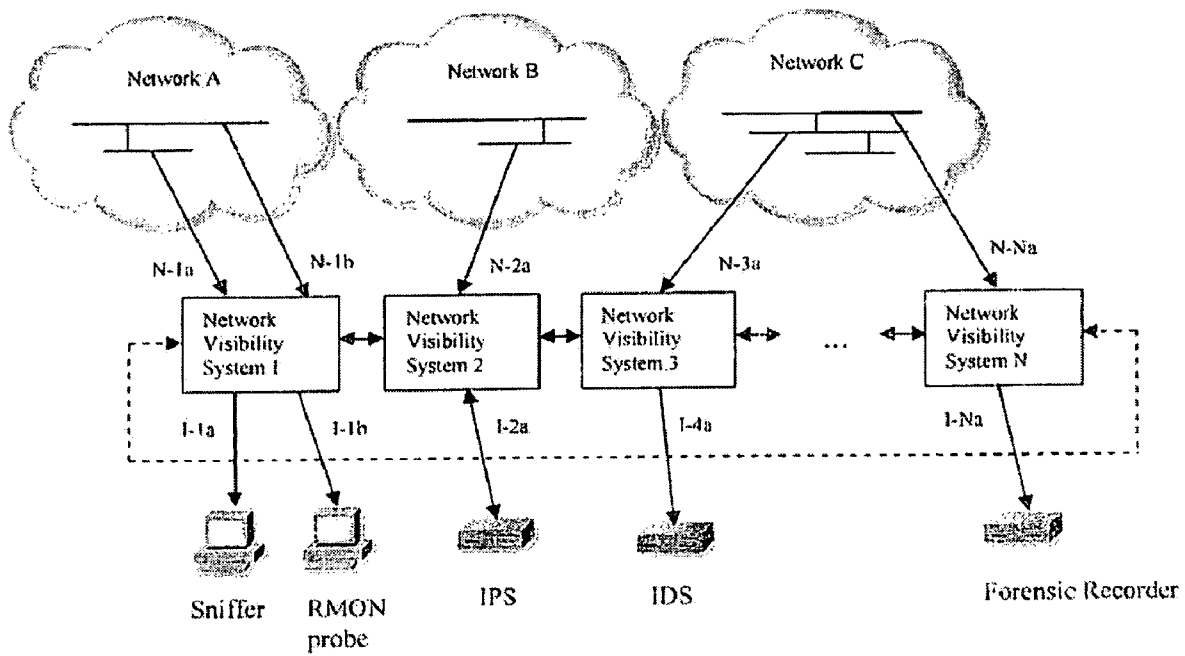 Network A
Network B
Network C
N-1a
N-1b
N-2a
N-3a
N-Na
Network
Visibility
System 1
Network
Visibility
System 2
Network
Visibility
System 3
...
Network
Visibility
System N
I-1a
I-1b
I-2a
I-4a
I-Na
Sniffer
RMON
probe
IPS
IDS
Forensic Recorder